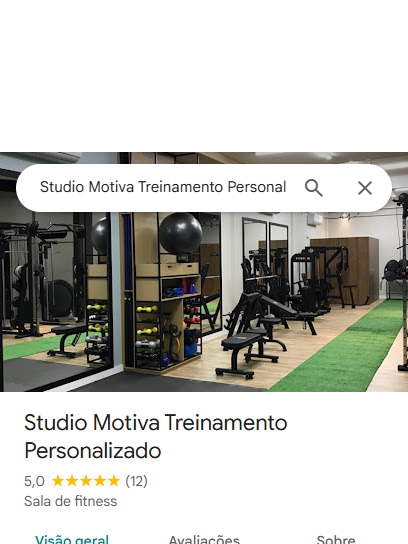 Studio Motiva Treinamento Personal
Studio Motiva Treinamento
Personalizado
5,0 ★★★★★ (12)
Sala de fitness
Visão geral Avaliações Sobre